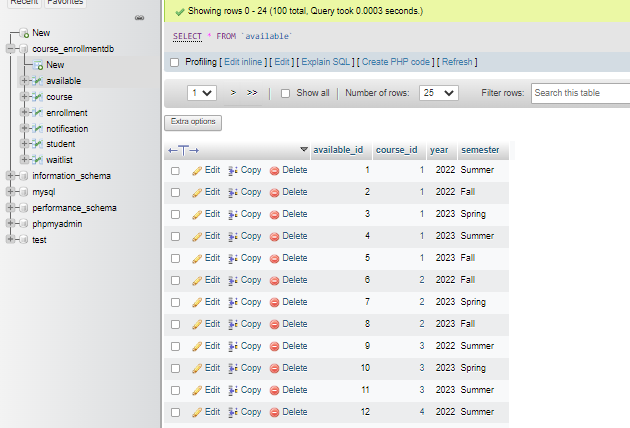 Recent Favorites
New
course_enrollmentdb
New
available
course
enrollment
notification
student
waitlist
information_schema
mysql
performance_schema
phpmyadmin
test
Showing rows 0 - 24 (100 total, Query took 0.0003 seconds.)
SELECT * FROM `available`
Profiling [ Edit inline ] [ Edit ] [ Explain SQL ] [ Create PHP code ] [ Refresh ]
1 > >> Show all Number of rows: 25 Filter rows: Search this table
Extra options
available_id course_id year semester
Edit Copy Delete 1 1 2022 Summer
Edit Copy Delete 2 1 2022 Fall
Edit Copy Delete 3 1 2023 Spring
Edit Copy Delete 4 1 2023 Summer
Edit Copy Delete 5 1 2023 Fall
Edit Copy Delete 6 2 2022 Fall
Edit Copy Delete 7 2 2023 Spring
Edit Copy Delete 8 2 2023 Fall
Edit Copy Delete 9 3 2022 Summer
Edit Copy Delete 10 3 2023 Spring
Edit Copy Delete 11 3 2023 Summer
Edit Copy Delete 12 4 2022 Summer